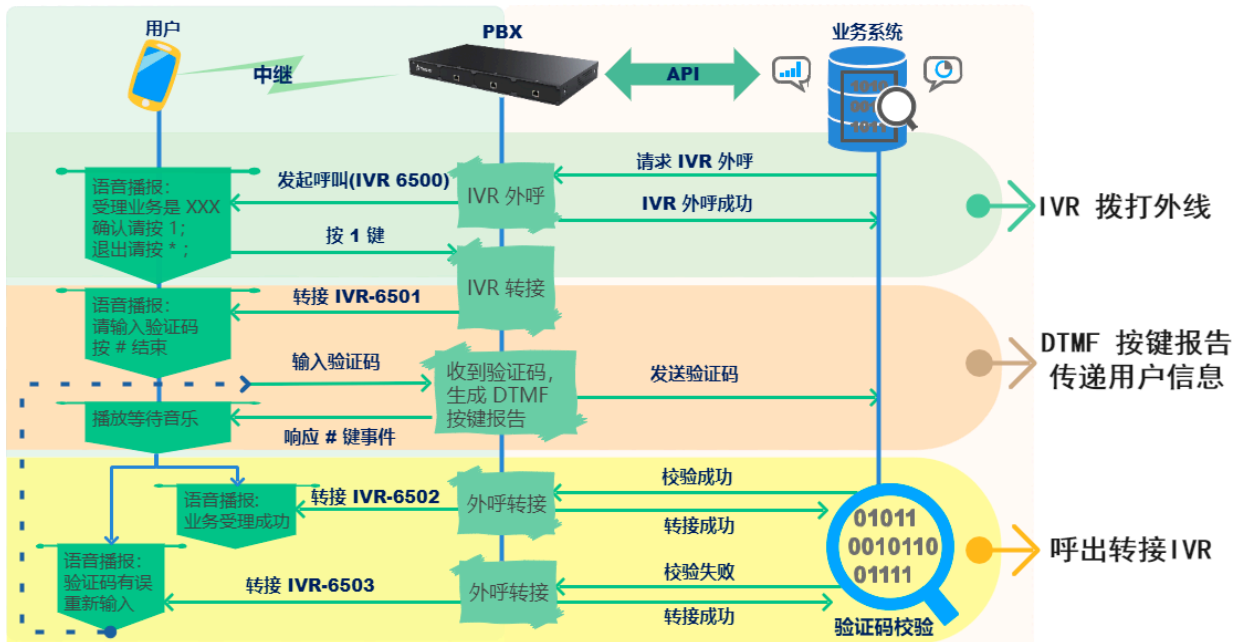 用户
PBX
业务系统
中继
API
1010
1011
请求 IVR 外呼
发起呼叫(IVR 6500)
IVR 外呼
IVR 外呼成功
语音播报：
受理业务是 XXX
确认请按 1；
退出请按 *；
按 1 键
IVR 拨打外线
IVR 转接
转接 IVR-6501
语音播报：
请输入验证码
按 # 结束
输入验证码
收到验证码，
生成 DTMF
按键报告
发送验证码
DTMF 按键报告
传递用户信息
播放等待音乐
响应 # 键事件
校验成功
转接 IVR-6502
外呼转接
转接成功
语音播报：
业务受理成功
01011
0010110
01111
呼出转接IVR
语音播报：
验证码有误
重新输入
转接 IVR-6503
外呼转接
校验失败
转接成功
验证码校验